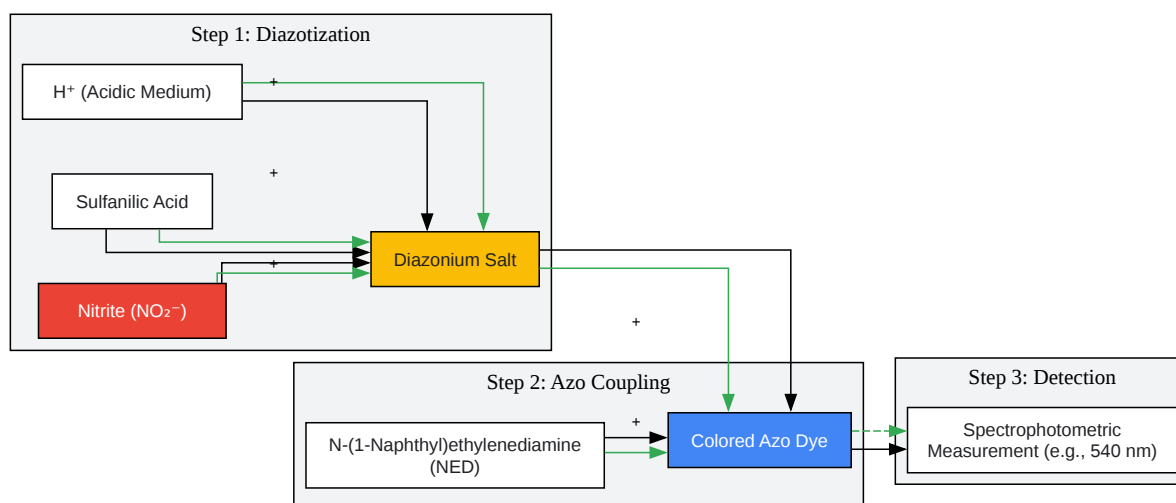 Step 1: Diazotization
H⁺ (Acidic Medium)
+
+
Sulfanilic Acid
Diazonium Salt
+
Nitrite (NO₂⁻)
+
Step 2: Azo Coupling
Step 3: Detection
+
N-(1-Naphthyl)ethylenediamine
(NED)
Colored Azo Dye
Spectrophotometric
Measurement (e.g., 540 nm)